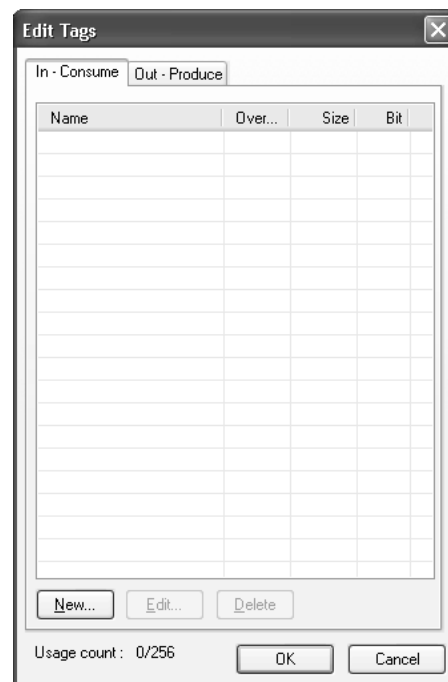 Edit Tags
In - Consume Out - Produce
Name Over... Size Bit
New... Edit... Delete
Usage count : 0/256 OK Cancel